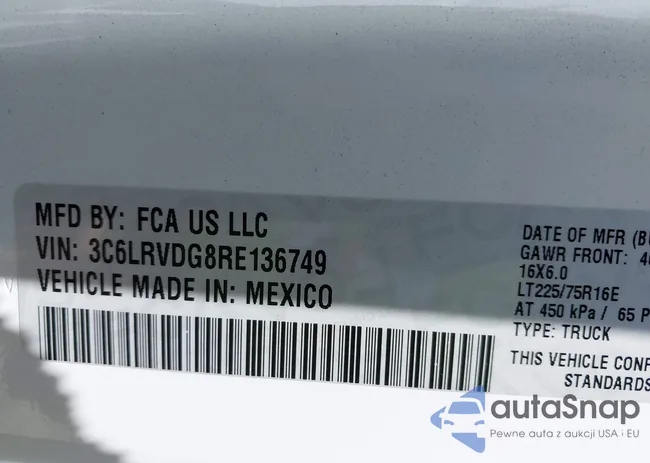 MFD BY: FCA US LLC
VIN: 3C6LRVDG8RE136749
VEHICLE MADE IN: MEXICO
DATE OF MFR
GAWR FRONT:
16X6.0
LT225/75R16E
AT 450 kPa / 65
TYPE: TRUCK
THIS VEHICLE
STANDARDS
autaSnap
Pewne auta z aukcji USA i EU